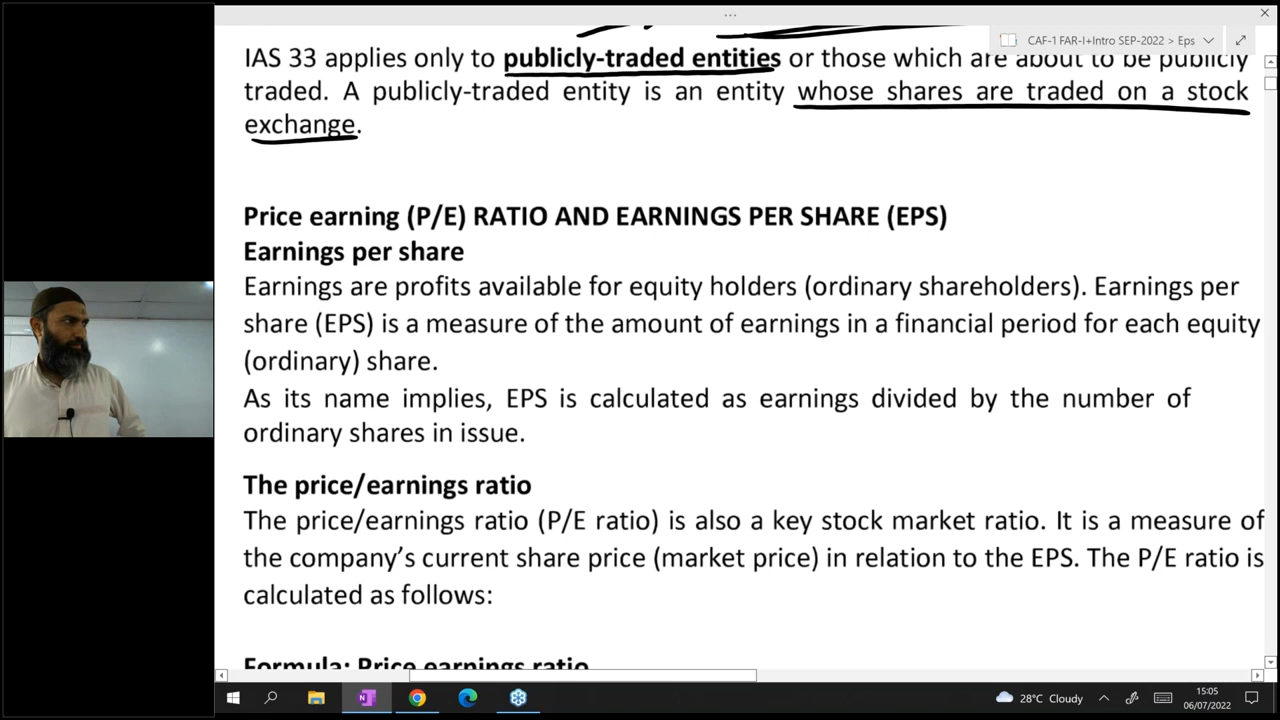 CAF-1 FAR-I+Intro SEP-2022 > Eps
IAS 33 applies only to publicly-traded entities or those which are about to be publicly
traded. A publicly-traded entity is an entity whose shares are traded on a stock
exchange.
Price earning (P/E) RATIO AND EARNINGS PER SHARE (EPS)
Earnings per share
Earnings are profits available for equity holders (ordinary shareholders). Earnings per
share (EPS) is a measure of the amount of earnings in a financial period for each equity
(ordinary) share.
As its name implies, EPS is calculated as earnings divided by the number of
ordinary shares in issue.
The price/earnings ratio
The price/earnings ratio (P/E ratio) is also a key stock market ratio. It is a measure of
the company’s current share price (market price) in relation to the EPS. The P/E ratio is
calculated as follows:
Formula: Price earnings ratio
28°C Cloudy
15:05
06/07/2022